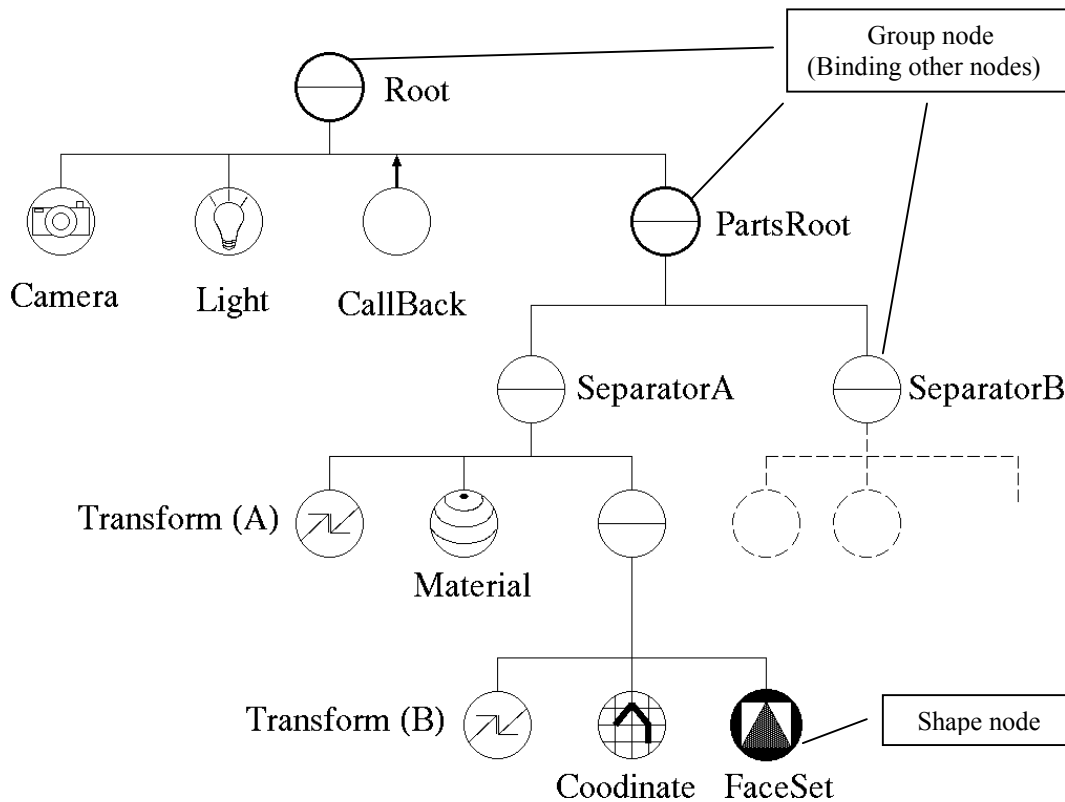 Group node
(Binding other nodes)
Root
PartsRoot
Camera
Light
CallBack
SeparatorA
SeparatorB
Transform (A)
Material
Transform (B)
Shape node
Coodinate
FaceSet